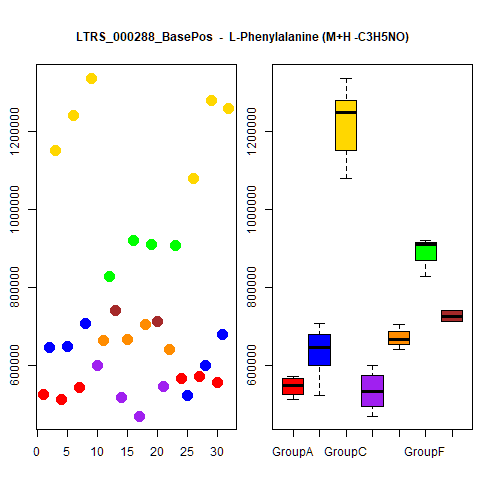 LTRS_000288_BasePos - L-Phenylalanine (M+H -C3H5NO)
1200000 1200000
1000000 1000000
800000 800000
600000 600000
0 5 10 15 20 25 30 GroupA GroupC GroupF